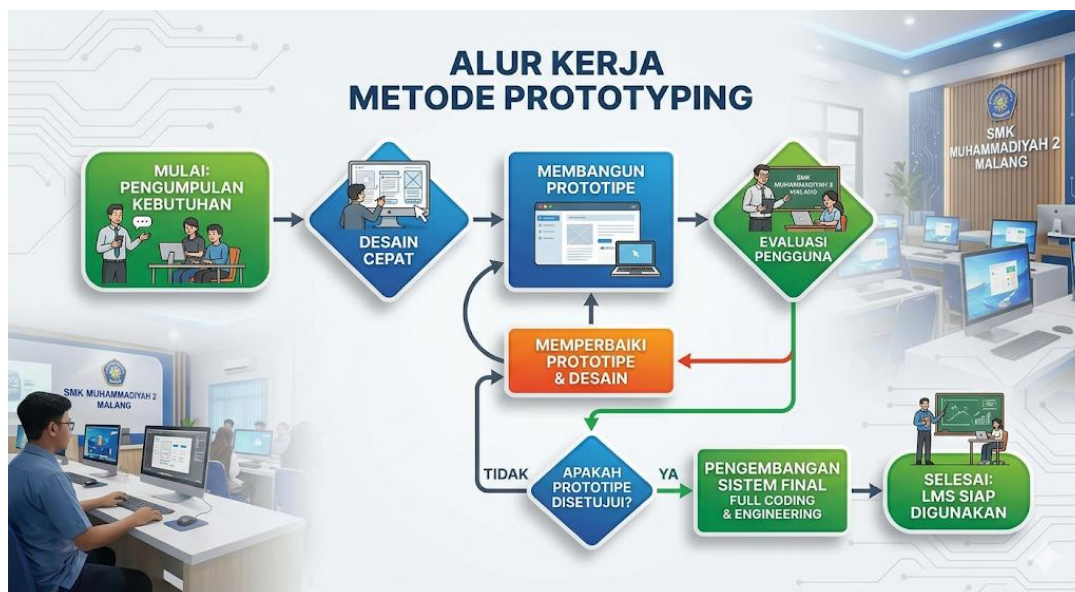 ALUR KERJA
METODE PROTOTYPING
MULAI:
PENGUMPULAN
KEBUTUHAN
DESAIN
CEPAT
MEMBANGUN
PROTOTIPE
SMK
EVALUASI
PENGGUNA
SMK
MUHAMMADIYAH 2
MALANG
MEMPERBAIKI
PROTOTIPE
& DESAIN
SMK MUHAMMADIYAH 2
MALANG
TIDAK
APAKAH
PROTOTIPE
DISETUJUI?
YA
PENGEMBANGAN
SISTEM FINAL
FULL CODING
& ENGINEERING
SELESAI:
LMS SIAP
DIGUNAKAN